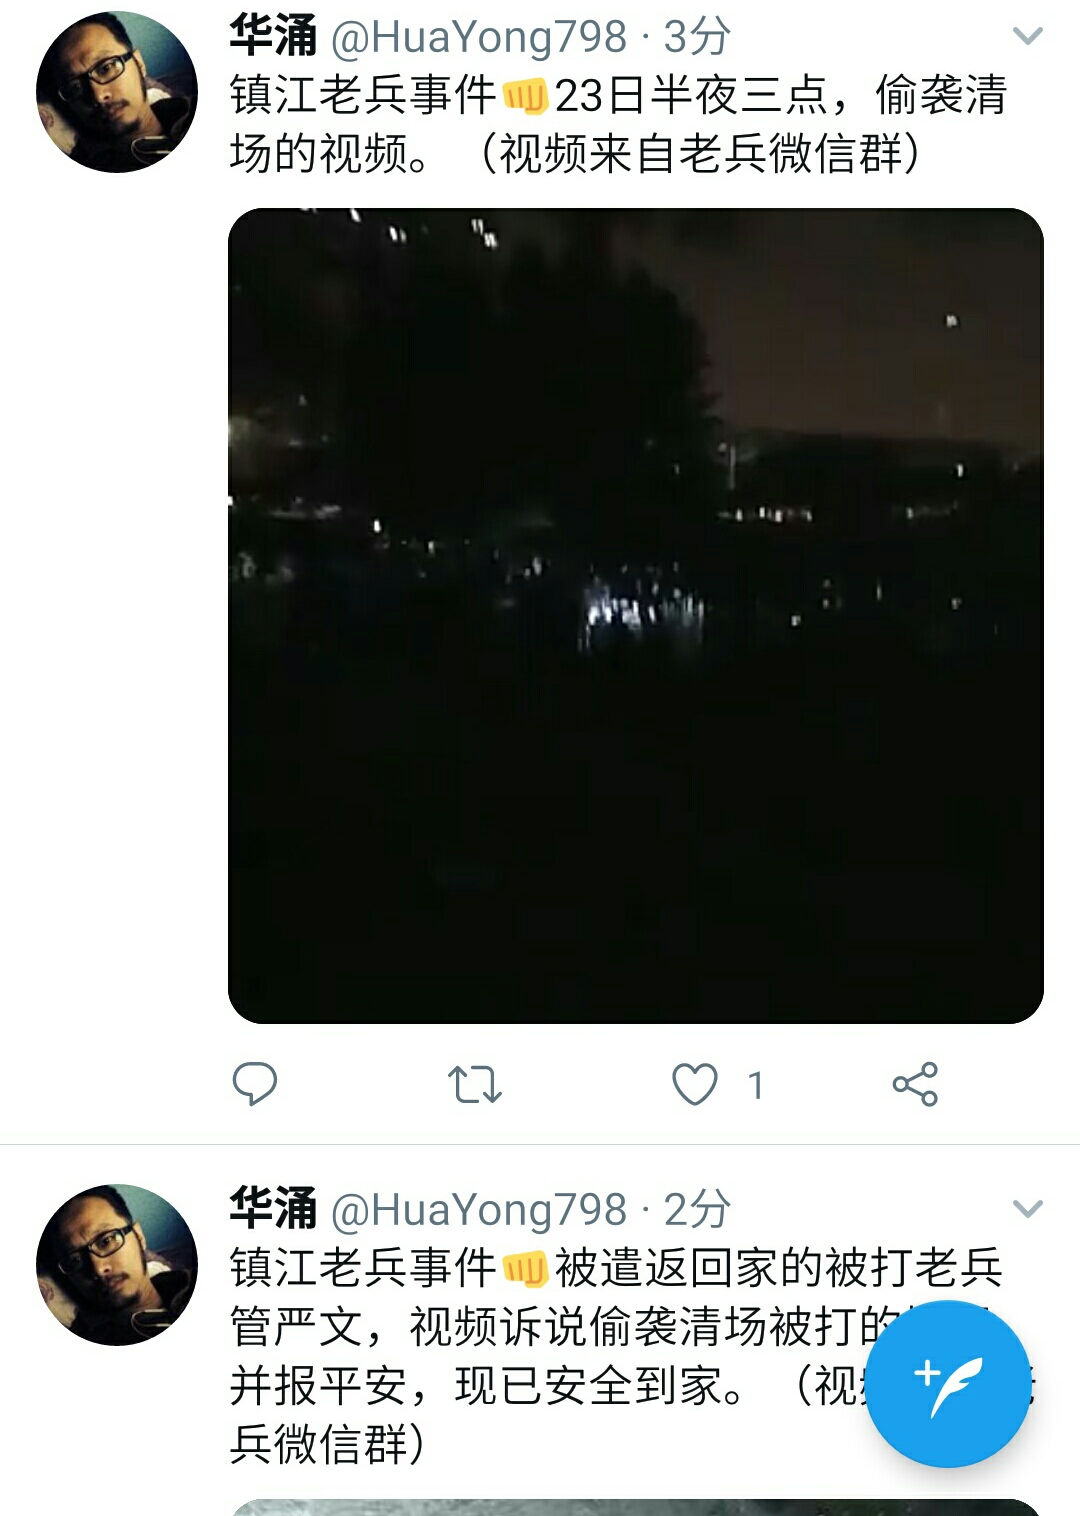 华涌 @HuaYong798 · 3分
镇江老兵事件👊23日半夜三点，偷袭清
场的视频。（视频来自老兵微信群）
1
华涌 @HuaYong798 · 2分
镇江老兵事件👊被遣返回家的被打老兵
管严文，视频诉说偷袭清场被打的
并报平安，现已安全到家。（视
兵微信群）